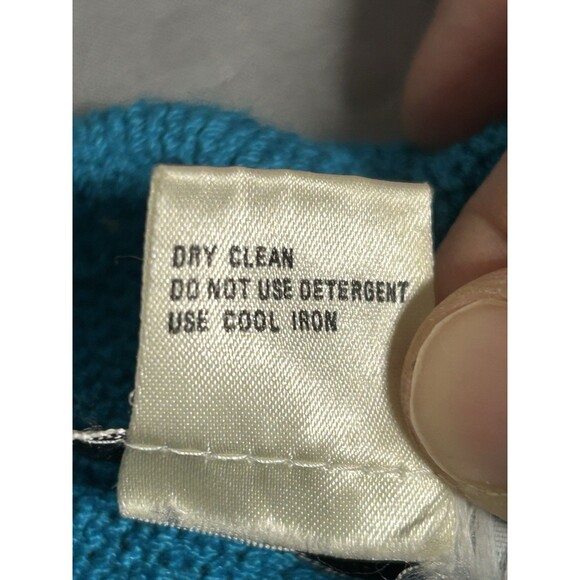 DRY CLEAN
DO NOT USE DETERGENT
USE COOL IRON